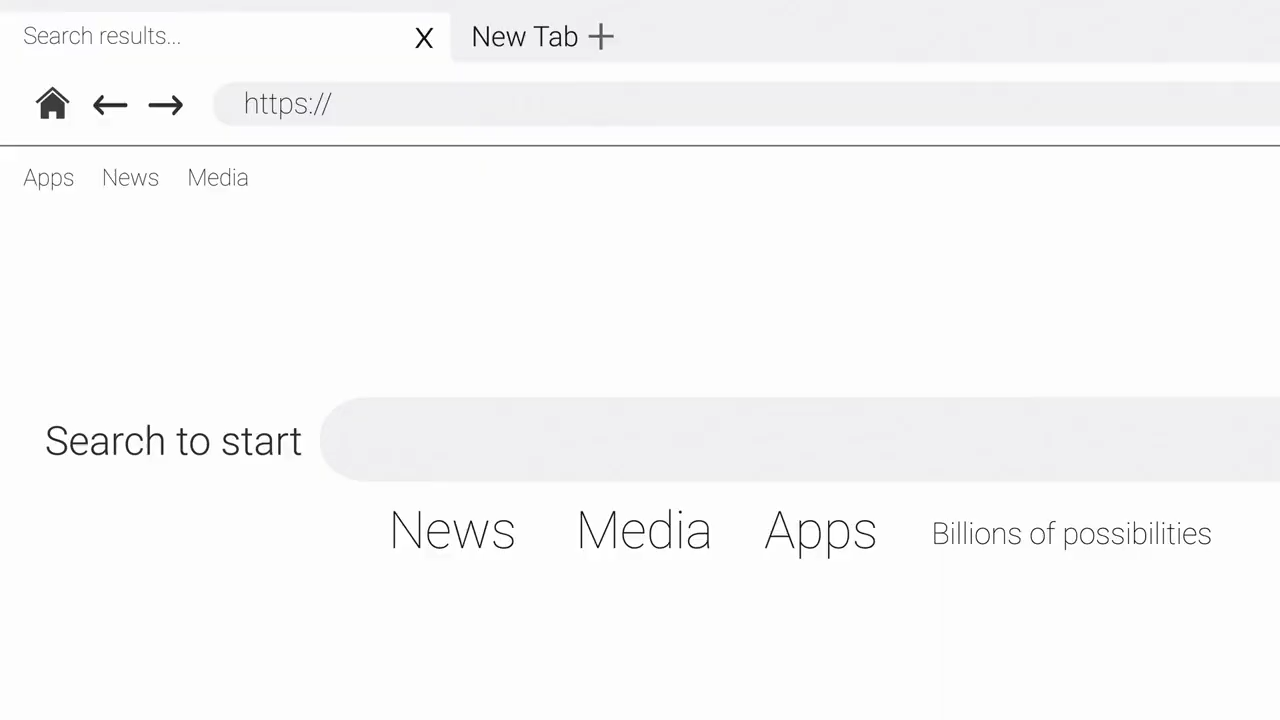 Search results... X New Tab +
https://
Apps News Media
Search to start
News Media Apps Billions of possibilities